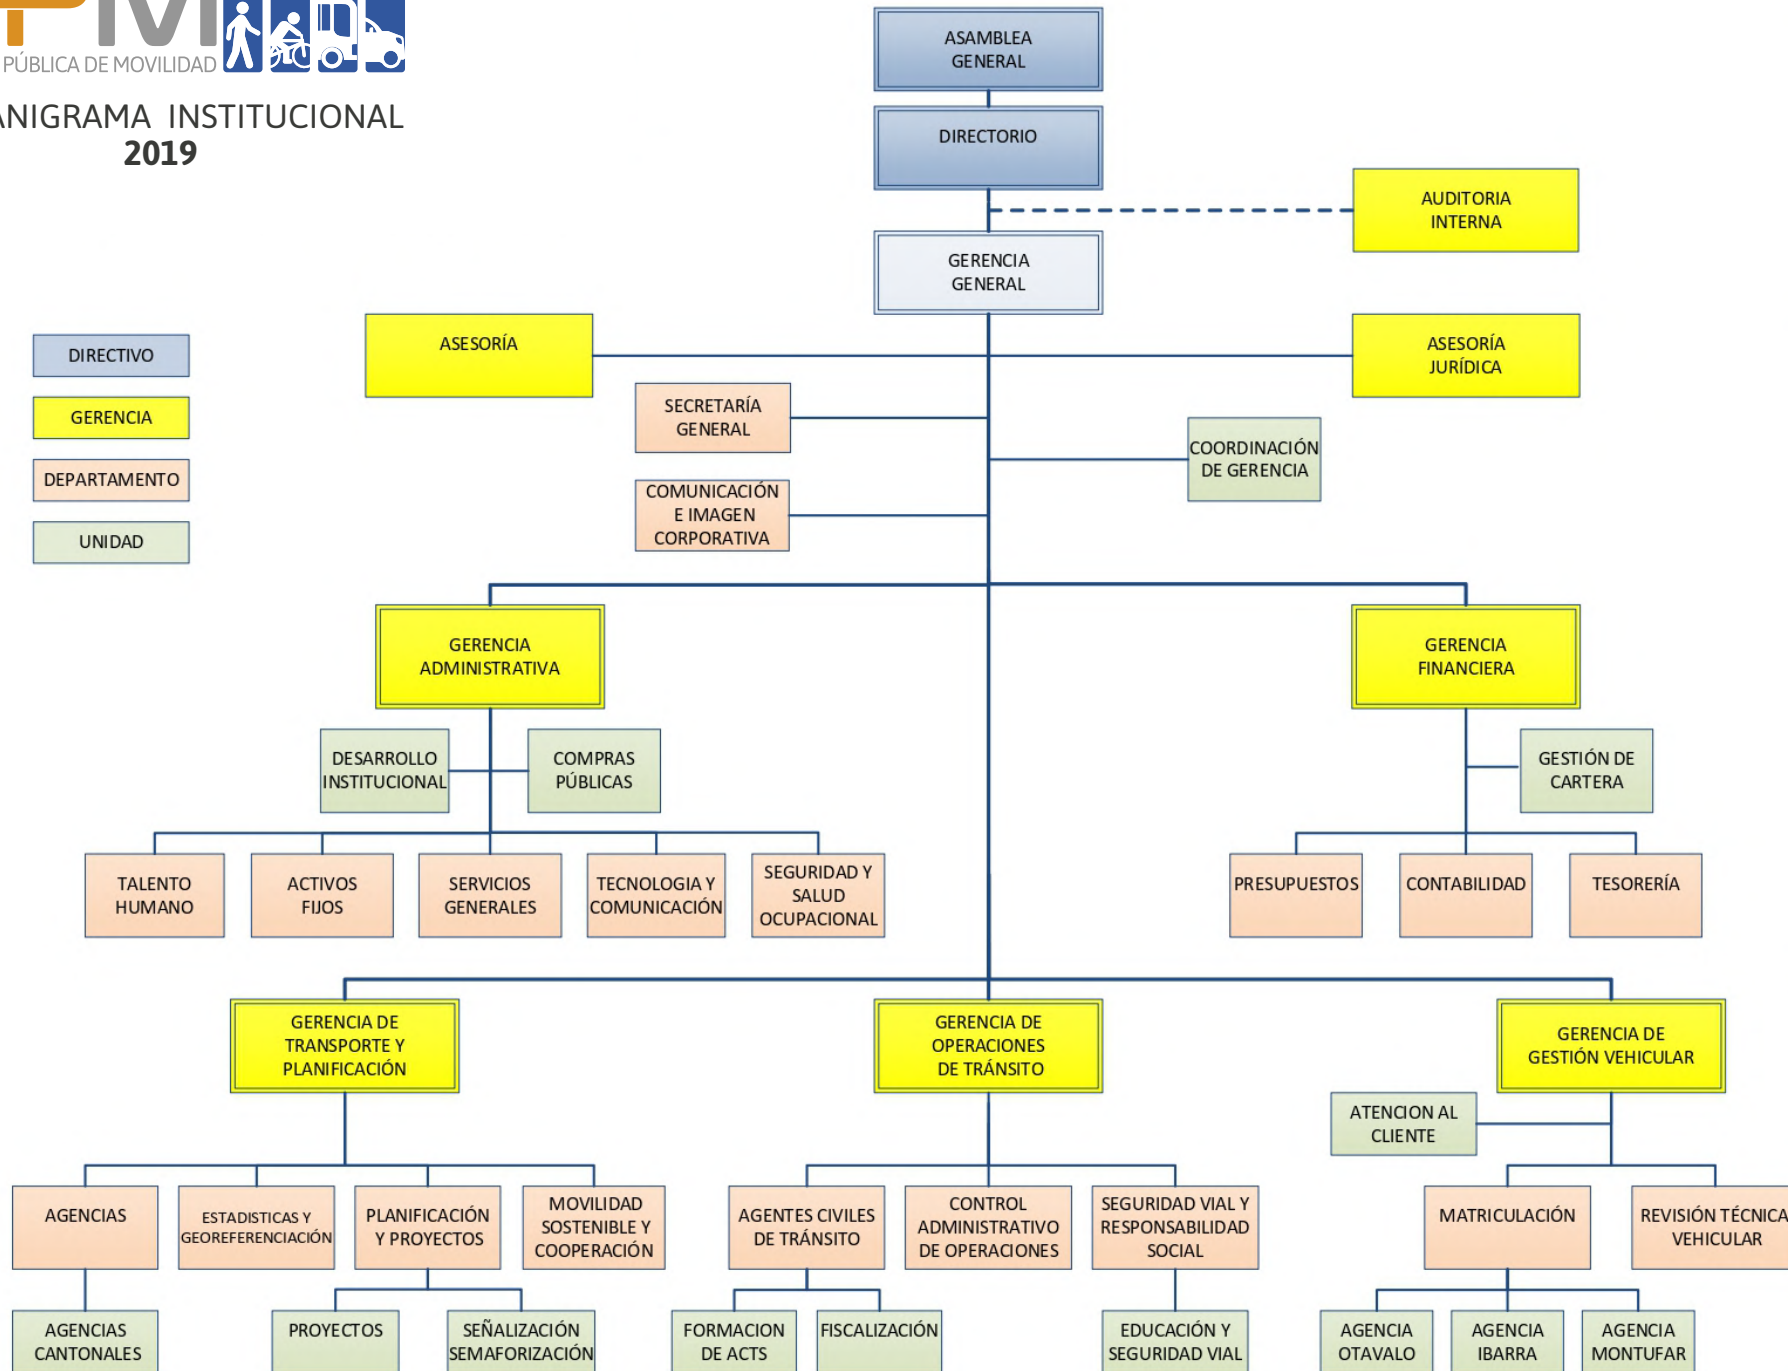 PM
PÚBLICA DE MOVILIDAD
ANIGRAMA INSTITUCIONAL
2019
ASAMBLEA
GENERAL
DIRECTORIO
AUDITORIA
INTERNA
GERENCIA
GENERAL
ASESORÍA
ASESORÍA
JURÍDICA
DIRECTIVO
GERENCIA
DEPARTAMENTO
UNIDAD
SECRETARÍA
GENERAL
COORDINACIÓN
DE GERENCIA
COMUNICACIÓN
E IMAGEN
CORPORATIVA
GERENCIA
ADMINISTRATIVA
GERENCIA
FINANCIERA
DESARROLLO
INSTITUCIONAL
COMPRAS
PÚBLICAS
GESTIÓN DE
CARTERA
TALENTO
HUMANO
ACTIVOS
FIJOS
SERVICIOS
GENERALES
TECNOLOGIA Y
COMUNICACIÓN
SEGURIDAD Y
SALUD
OCUPACIONAL
PRESUPUESTOS
CONTABILIDAD
TESORERÍA
GERENCIA DE
TRANSPORTE Y
PLANIFICACIÓN
GERENCIA DE
OPERACIONES
DE TRÁNSITO
GERENCIA DE
GESTIÓN VEHICULAR
ATENCION AL
CLIENTE
AGENCIAS
ESTADISTICAS Y
GEOREFERENCIACIÓN
PLANIFICACIÓN
Y PROYECTOS
MOVILIDAD
SOSTENIBLE Y
COOPERACIÓN
AGENTES CIVILES
DE TRÁNSITO
CONTROL
ADMINISTRATIVO
DE OPERACIONES
SEGURIDAD VIAL Y
RESPONSABILIDAD
SOCIAL
MATRICULACIÓN
REVISIÓN TÉCNICA
VEHICULAR
AGENCIAS
CANTONALES
PROYECTOS
SEÑALIZACIÓN
SEMAFORIZACIÓN
FORMACION
DE ACTS
FISCALIZACIÓN
EDUCACIÓN Y
SEGURIDAD VIAL
AGENCIA
OTAVALO
AGENCIA
IBARRA
AGENCIA
MONTUFAR